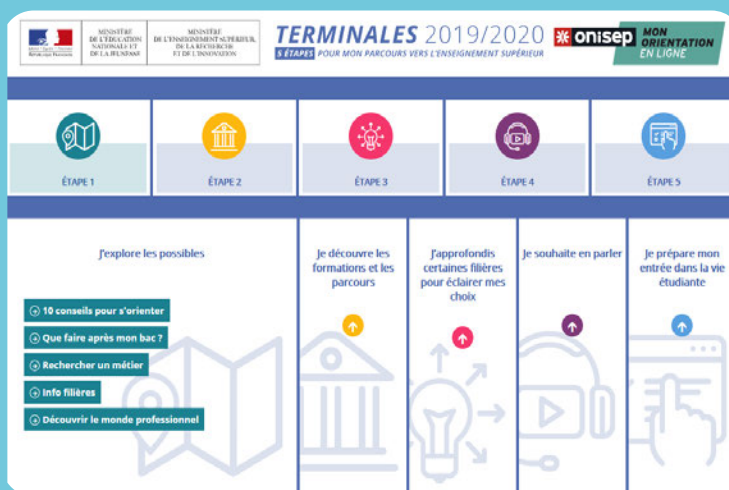 MINISTÈRE
DE L'ÉDUCATION
NATIONALE ET
DE LA JEUNESSE
MINISTÈRE
DE L'ENSEIGNEMENT SUPÉRIEUR,
DE LA RECHERCHE
ET DE L'INNOVATION
TERMINALES 2019/2020
5 ÉTAPES POUR MON PARCOURS VERS L'ENSEIGNEMENT SUPÉRIEUR
onisep
MON
ORIENTATION
EN LIGNE
ÉTAPE 1
ÉTAPE 2
ÉTAPE 3
ÉTAPE 4
ÉTAPE 5
J'explore les possibles
10 conseils pour s'orienter
Que faire après mon bac ?
Rechercher un métier
Info filières
Découvrir le monde professionnel
Je découvre les
formations et les
parcours
J'approfondis
certaines filières
pour éclairer mes
choix
Je souhaite en parler
Je prépare mon
entrée dans la vie
étudiante